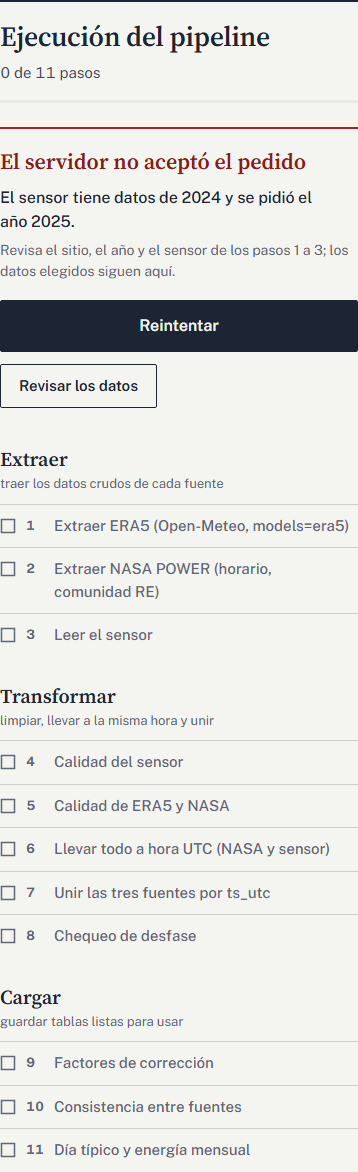 Ejecución del pipeline
0 de 11 pasos
El servidor no aceptó el pedido
El sensor tiene datos de 2024 y se pidió el
año 2025.
Revisa el sitio, el año y el sensor de los pasos 1 a 3; los
datos elegidos siguen aquí.
Reintentar
Revisar los datos
Extraer
traer los datos crudos de cada fuente
1 Extraer ERA5 (Open-Meteo, models=era5)
2 Extraer NASA POWER (horario,
comunidad RE)
3 Leer el sensor
Transformar
limpiar, llevar a la misma hora y unir
4 Calidad del sensor
5 Calidad de ERA5 y NASA
6 Llevar todo a hora UTC (NASA y sensor)
7 Unir las tres fuentes por ts_utc
8 Chequeo de desfase
Cargar
guardar tablas listas para usar
9 Factores de corrección
10 Consistencia entre fuentes
11 Día típico y energía mensual